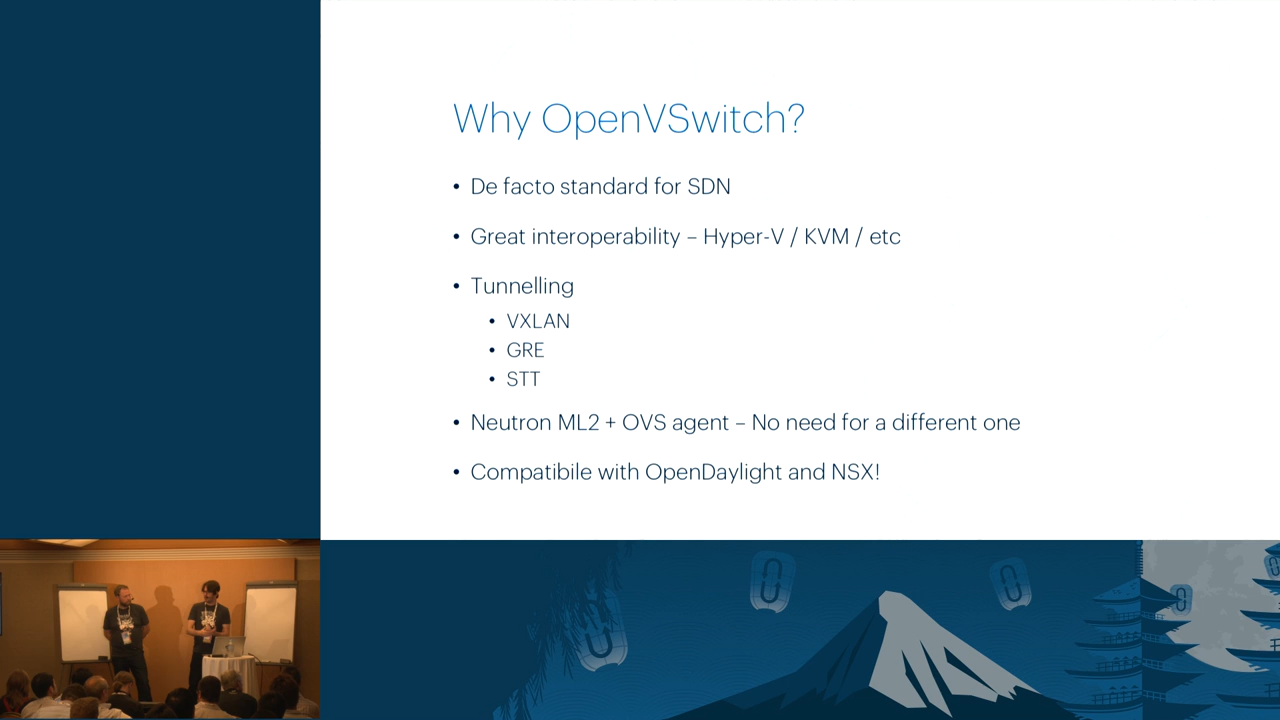 Why OpenVSwitch?
• De facto standard for SDN
• Great interoperability – Hyper-V / KVM / etc
• Tunnelling
• VXLAN
• GRE
• STT
• Neutron ML2 + OVS agent – No need for a different one
• Compatibile with OpenDaylight and NSX!